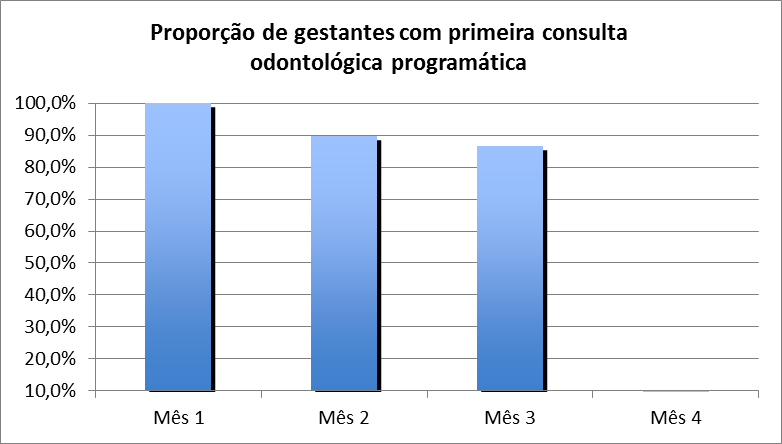 Proporção de gestantes com primeira consulta
odontológica programática
100,0%
90,0%
80,0%
70,0%
60,0%
50,0%
40,0%
30,0%
20,0%
10,0%
Mês 1
Mês 2
Mês 3
Mês 4